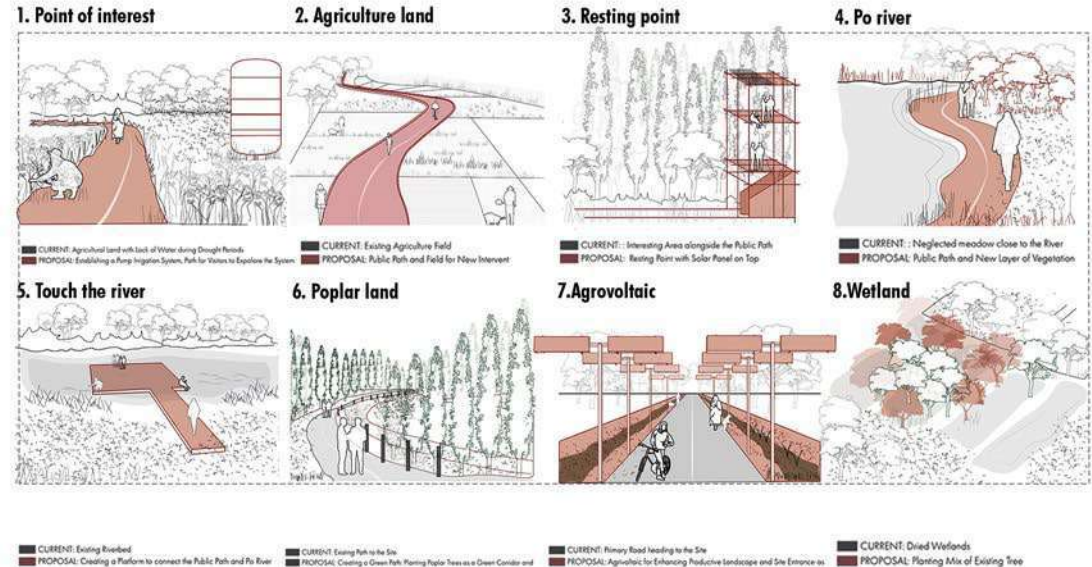 1. Point of interest
2. Agriculture land
3. Resting point
4. Po river
CURRENT: Agricultural Land with Lack of Water during Drought Periods
PROPOSAL: Establishing a Pump Irrigation System, Path for Visitors to Expolore the System
CURRENT: Existing Agriculture Field
PROPOSAL: Public Path and Field for New Intervent
CURRENT: : Interesting Area alongside the Public Path
PROPOSAL: Resting Point with Solar Panel on Top
CURRENT: : Neglected meadow close to the River
PROPOSAL: Public Path and New Layer of Vegetation
5. Touch the river
6. Poplar land
7.Agrovoltaic
8.Wetland
CURRENT: Existing Riverbed
PROPOSAL: Creating a Platform to connect the Public Path and Po River
CURRENT: Existing Path to the Site
PROPOSAL: Creating a Green Path: Planting Poplar Trees as a Green Corridor and
CURRENT: Primary Road heading to the Site
PROPOSAL: Agrivoltaic for Enhancing Productive Landscape and Site Entrance as
CURRENT: Dried Wetlands
PROPOSAL: Planting Mix of Existing Tree